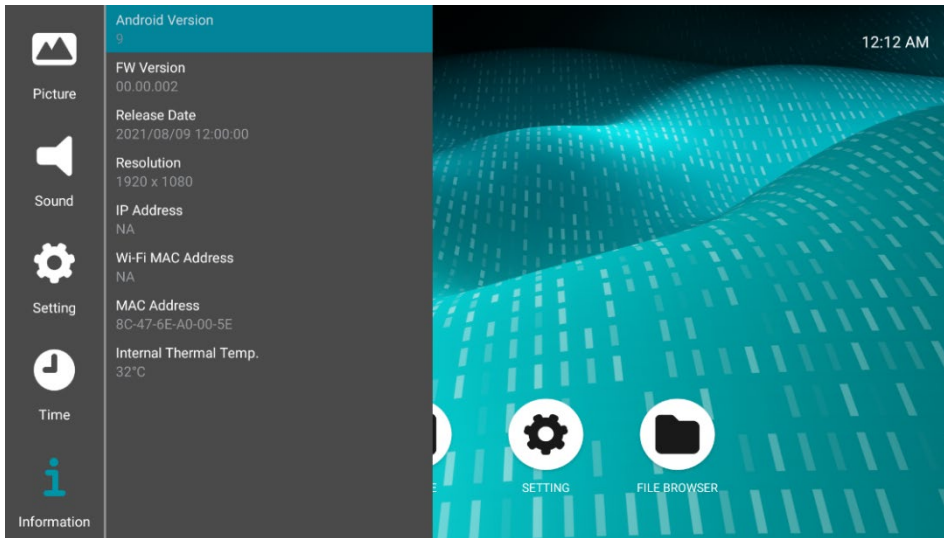 Picture
Sound
Setting
Time
Information
Android Version
9
FW Version
00.00.002
Release Date
2021/08/09 12:00:00
Resolution
1920 x 1080
IP Address
NA
Wi-Fi MAC Address
NA
MAC Address
8C-47-6E-A0-00-5E
Internal Thermal Temp.
32°C
12:12 AM
E
SETTING
FILE BROWSER